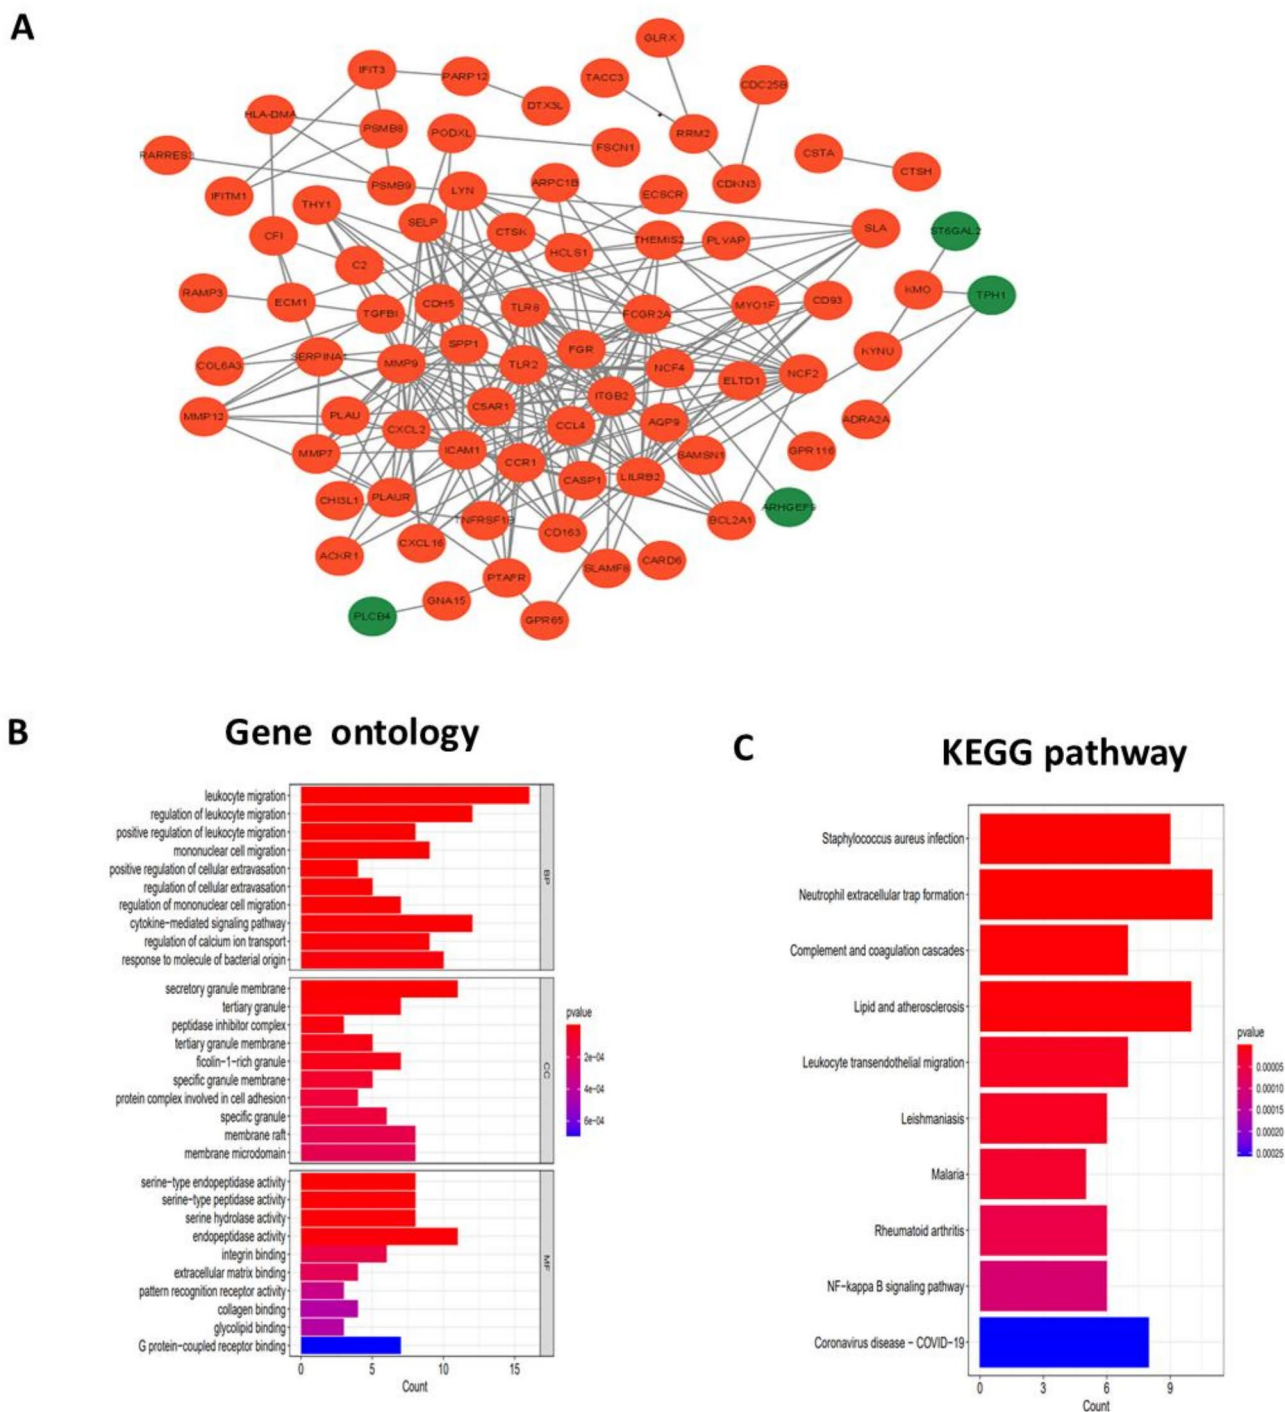 A
GLRX
IFIT3
PARP12
TACC3
CDC25B
DTX3L
HLA-DMA
PSMB8
PODXL
RRM2
FSCN1
RARRES3
CSTA
CTSH
IFITM1
PSMB9
LYN
ARPC1B
ECSCR
CDKN3
THY1
SELP
CTSK
SLA
ST6GAL2
CFI
HCLS1
THEMIS2
PLVAP
C2
RAMP3
ECM1
CDH5
TLR8
FCGR2A
MYO1F
CD93
KMO
TPH1
TGFBI
COL6A3
SERPINA1
SPP1
FGR
KYNU
MMP9
TLR2
NCF4
ELTD1
NCF2
MMP12
PLAU
C5AR1
ITGB2
CXCL2
CCL4
AQP9
ADRA2A
MMP7
ICAM1
CCR1
SAMSN1
GPR116
CHI3L1
PLAUR
CASP1
LILRB2
TNFRSF1B
BCL2A1
ARHGEF9
ACKR1
CXCL16
CD163
SLAMF8
CARD6
PTAFR
PLCB4
GNA15
GPR65
B
Gene ontology
leukocyte migration
regulation of leukocyte migration
positive regulation of leukocyte migration
mononuclear cell migration
positive regulation of cellular extravasation
regulation of cellular extravasation
regulation of mononuclear cell migration
cytokine−mediated signaling pathway
regulation of calcium ion transport
response to molecule of bacterial origin
BP
secretory granule membrane
tertiary granule
peptidase inhibitor complex
tertiary granule membrane
ficolin−1−rich granule
specific granule membrane
protein complex involved in cell adhesion
specific granule
membrane raft
membrane microdomain
CC
serine−type endopeptidase activity
serine−type peptidase activity
serine hydrolase activity
endopeptidase activity
integrin binding
extracellular matrix binding
pattern recognition receptor activity
collagen binding
glycolipid binding
G protein−coupled receptor binding
MF
0 5 10 15
Count
pvalue
2e−04
4e−04
6e−04
C
KEGG pathway
Staphylococcus aureus infection
Neutrophil extracellular trap formation
Complement and coagulation cascades
Lipid and atherosclerosis
Leukocyte transendothelial migration
Leishmaniasis
Malaria
Rheumatoid arthritis
NF−kappa B signaling pathway
Coronavirus disease − COVID−19
0 3 6 9
Count
pvalue
0.00005
0.00010
0.00015
0.00020
0.00025